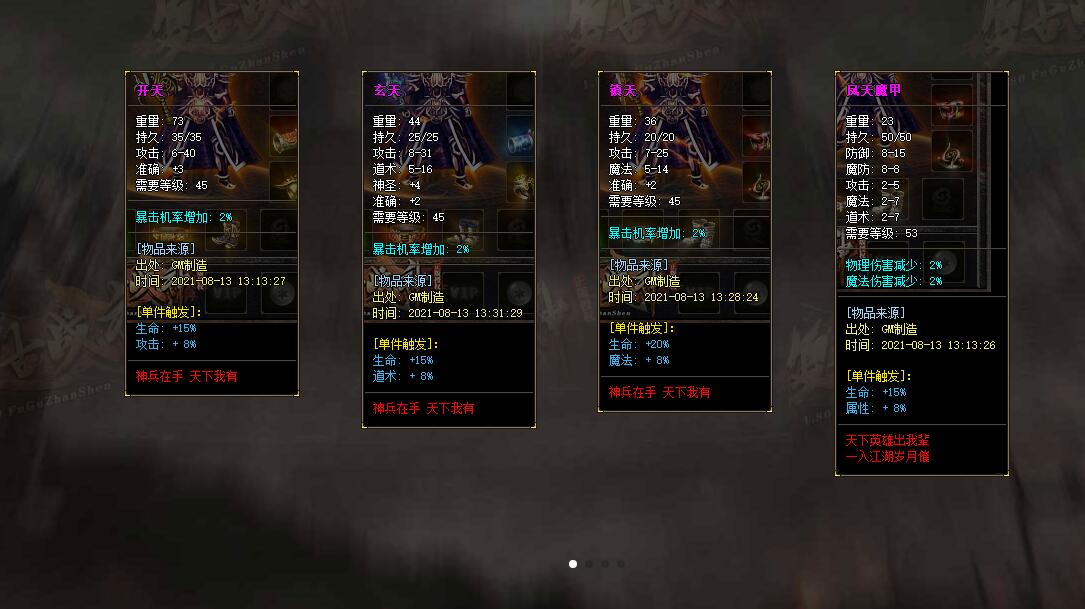 开天
重量: 73
持久: 35/35
攻击: 6-40
准确: +3
需要等级: 45
暴击机率增加: 2%
[物品来源]
出处: GM制造
时间: 2021-08-13 13:13:27
[单件触发]:
生命: +15%
攻击: + 8%
神兵在手 天下我有
玄天
重量: 44
持久: 25/25
攻击: 8-31
道术: 5-16
神圣: +4
准确: +2
需要等级: 45
暴击机率增加: 2%
[物品来源]
出处: GM制造
时间: 2021-08-13 13:31:29
[单件触发]:
生命: +15%
道术: + 8%
神兵在手 天下我有
镇天
重量: 36
持久: 20/20
攻击: 7-25
魔法: 5-14
准确: +2
需要等级: 45
暴击机率增加: 2%
[物品来源]
出处: GM制造
时间: 2021-08-13 13:28:24
[单件触发]:
生命: +20%
魔法: + 8%
神兵在手 天下我有
凤天魔甲
重量: 23
持久: 50/50
防御: 8-15
魔防: 8-8
攻击: 2-5
魔法: 2-7
道术: 2-7
需要等级: 53
物理伤害减少: 2%
魔法伤害减少: 2%
[物品来源]
出处: GM制造
时间: 2021-08-13 13:13:26
[单件触发]:
生命: +15%
属性: + 8%
天下英雄出我辈
一入江湖岁月催